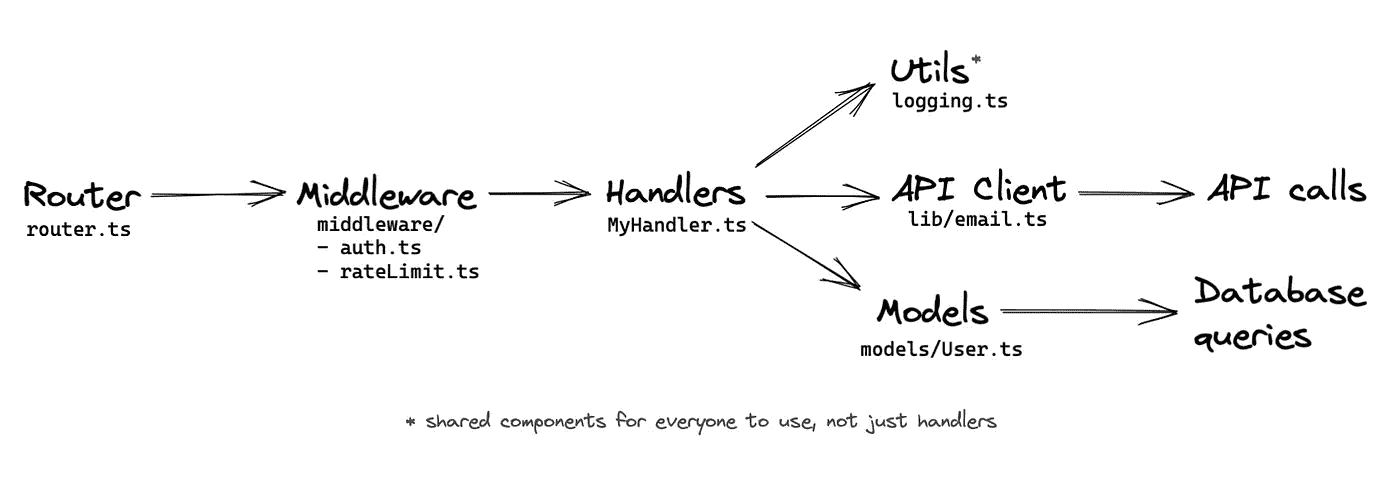 Router
router.ts
Middleware
middleware/
- auth.ts
- rateLimit.ts
Handlers
MyHandler.ts
Utils*
logging.ts
API Client
lib/email.ts
API calls
Models
models/User.ts
Database
queries
* shared components for everyone to use, not just handlers